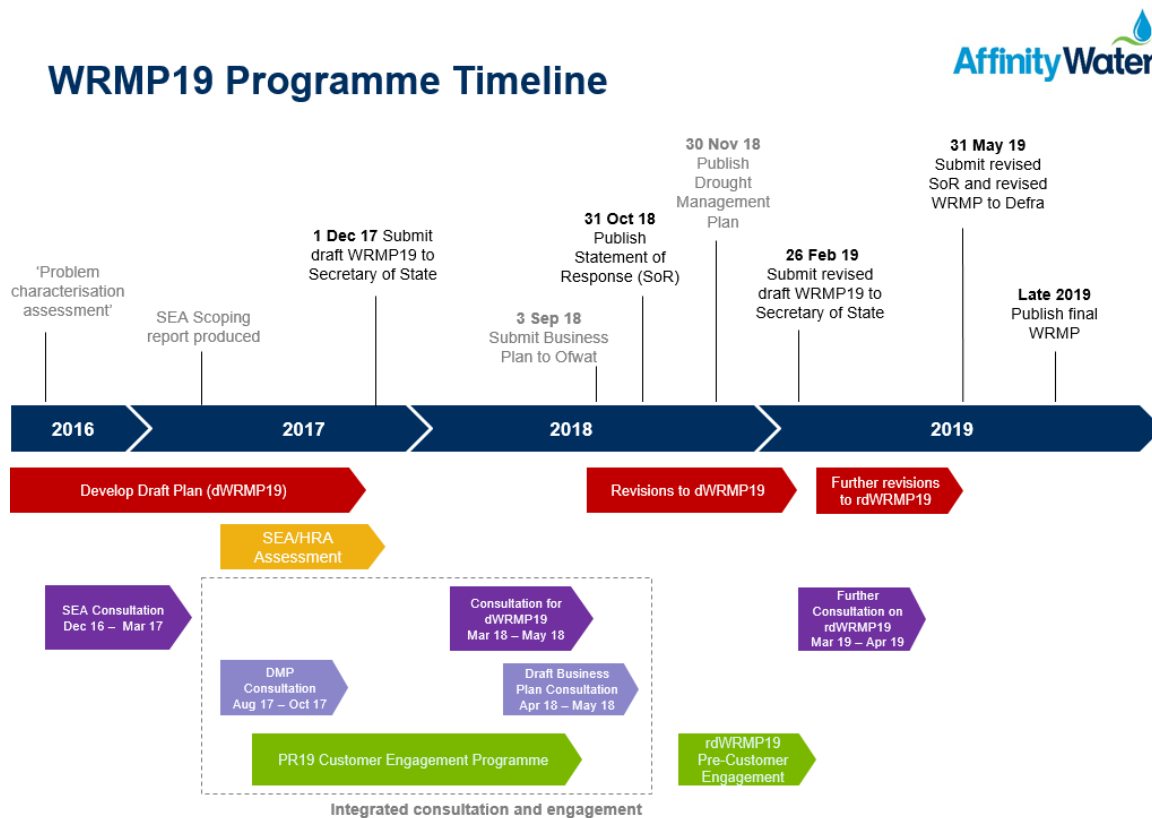 WRMP19 Programme Timeline
Affinity Water
'Problem
characterisation
assessment'
SEA Scoping
report produced
1 Dec 17 Submit
draft WRMP19 to
Secretary of State
3 Sep 18
Submit Business
Plan to Ofwat
31 Oct 18
Publish
Statement of
Response (SoR)
30 Nov 18
Publish
Drought
Management
Plan
26 Feb 19
Submit revised
draft WRMP19 to
Secretary of State
31 May 19
Submit revised
SoR and revised
WRMP to Defra
Late 2019
Publish final
WRMP
2016
2017
2018
2019
Develop Draft Plan (dWRMP19)
Revisions to dWRMP19
Further revisions
to rdWRMP19
SEA/HRA
Assessment
SEA Consultation
Dec 16 – Mar 17
Consultation for
dWRMP19
Mar 18 – May 18
Further
Consultation on
rdWRMP19
Mar 19 – Apr 19
DMP
Consultation
Aug 17 – Oct 17
Draft Business
Plan Consultation
Apr 18 – May 18
PR19 Customer Engagement Programme
rdWRMP19
Pre-Customer
Engagement
Integrated consultation and engagement